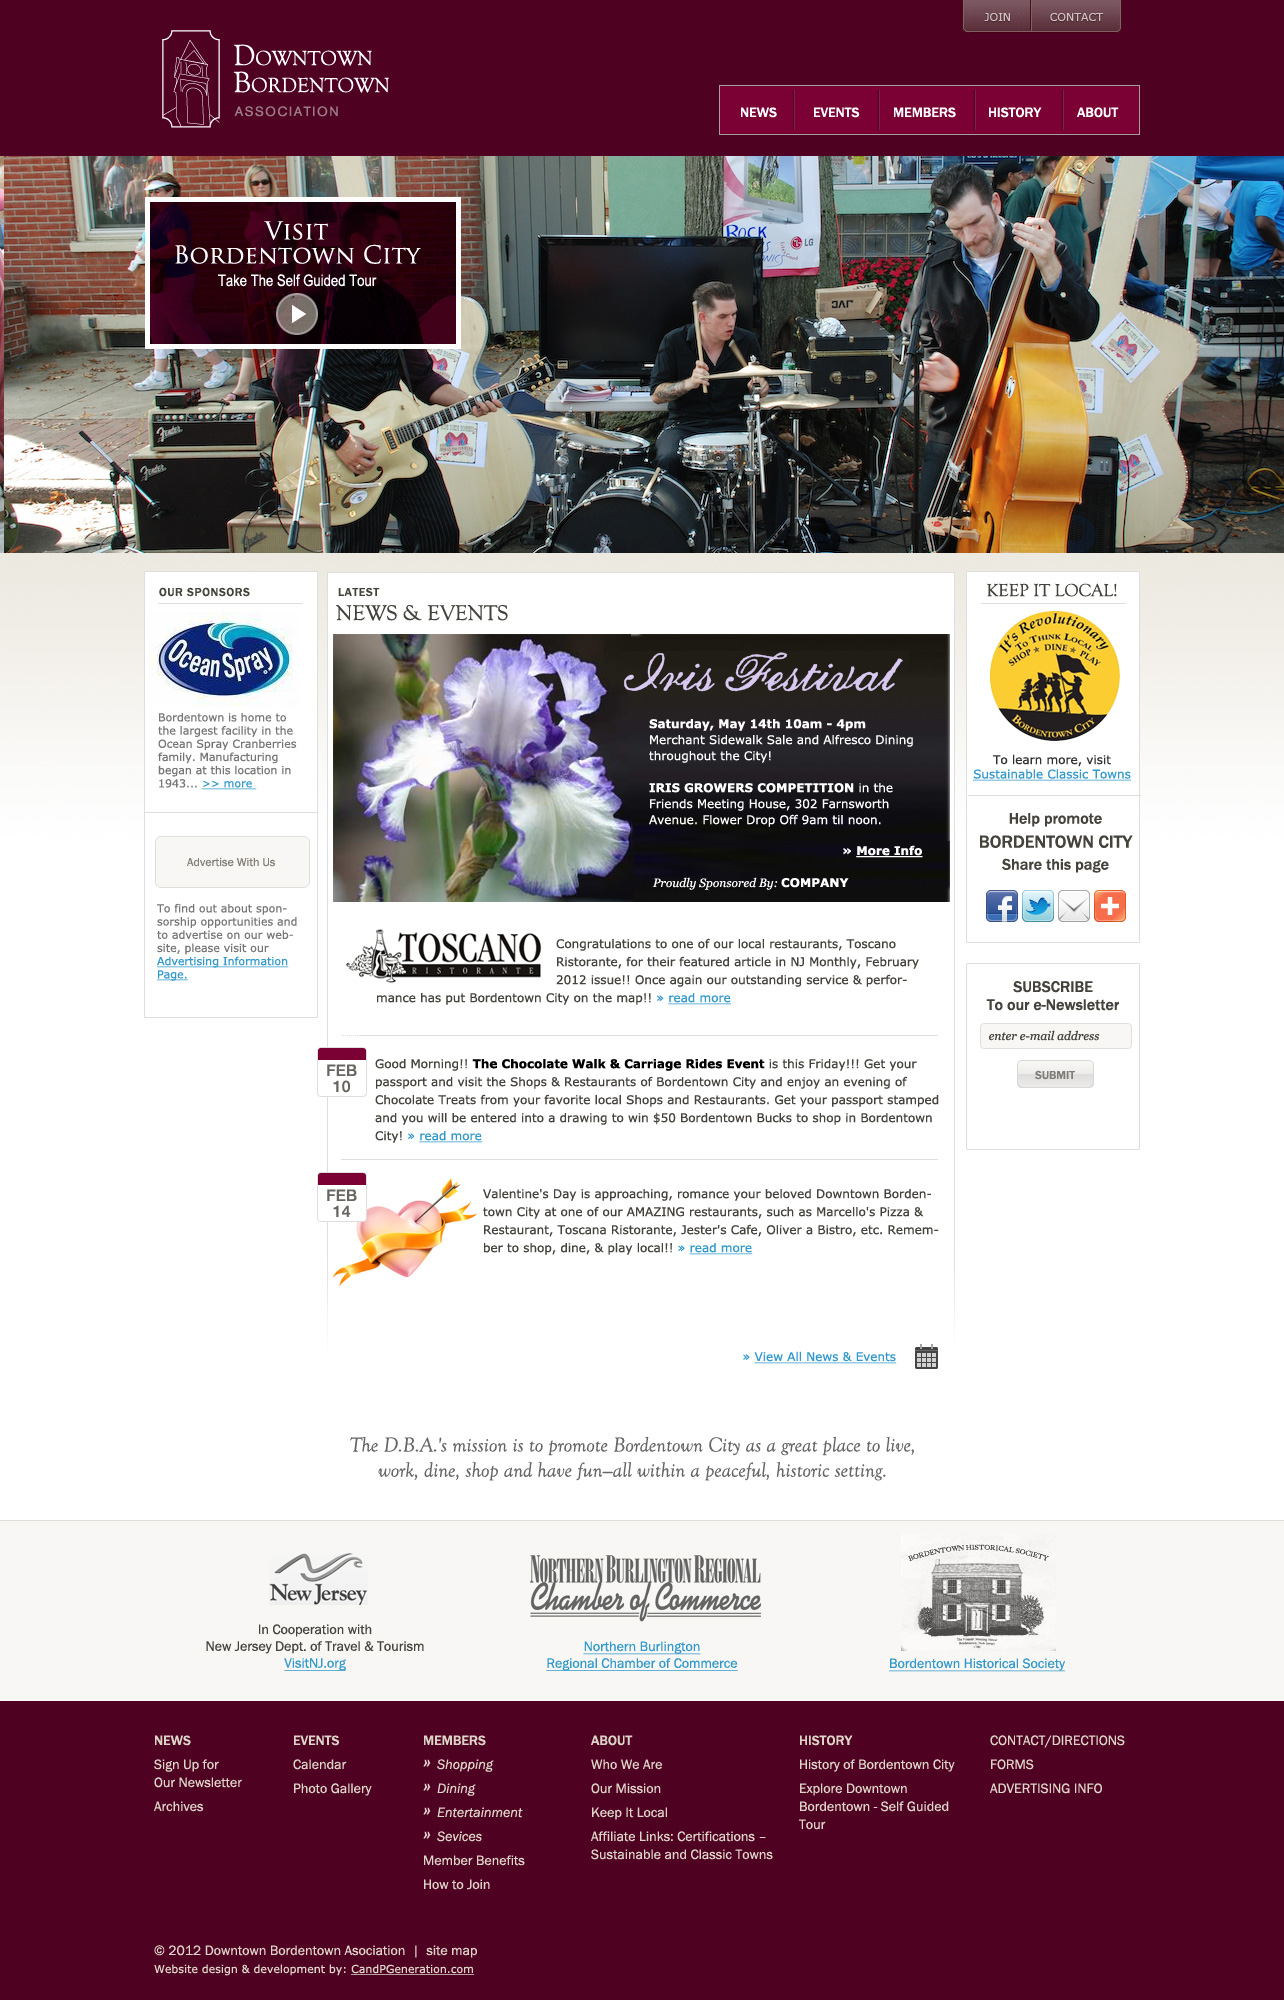 JOIN
CONTACT
DOWNTOWN
BORDENTOWN
ASSOCIATION
NEWS
EVENTS
MEMBERS
HISTORY
ABOUT
VISIT
BORDENTOWN CITY
Take The Self Guided Tour
ROCK
LG
JVC
Fender
Fender
OUR SPONSORS
Ocean Spray
Bordentown is home to
the largest facility in the
Ocean Spray Cranberries
family. Manufacturing
began at this location in
1943... >> more
Advertise With Us
To find out about spon-
sorship opportunities and
to advertise on our web-
site, please visit our
Advertising Information
Page.
LATEST
NEWS & EVENTS
Iris Festival
Saturday, May 14th 10am - 4pm
Merchant Sidewalk Sale and Alfresco Dining
throughout the City!
IRIS GROWERS COMPETITION in the
Friends Meeting House, 302 Farnsworth
Avenue. Flower Drop Off 9am til noon.
» More Info
Proudly Sponsored By: COMPANY
TOSCANO
RISTORANTE
Congratulations to one of our local restaurants, Toscano
Ristorante, for their featured article in NJ Monthly, February
2012 issue!! Once again our outstanding service & perfor-
mance has put Bordentown City on the map!! » read more
FEB
10
Good Morning!! The Chocolate Walk & Carriage Rides Event is this Friday!!! Get your
passport and visit the Shops & Restaurants of Bordentown City and enjoy an evening of
Chocolate Treats from your favorite local Shops and Restaurants. Get your passport stamped
and you will be entered into a drawing to win $50 Bordentown Bucks to shop in Bordentown
City! » read more
FEB
14
Valentine's Day is approaching, romance your beloved Downtown Borden-
town City at one of our AMAZING restaurants, such as Marcello's Pizza &
Restaurant, Toscana Ristorante, Jester's Cafe, Oliver a Bistro, etc. Remem-
ber to shop, dine, & play local!! » read more
» View All News & Events
KEEP IT LOCAL!
It's Revolutionary
TO THINK LOCAL
SHOP ★ DINE ★ PLAY
BORDENTOWN CITY
To learn more, visit
Sustainable Classic Towns
Help promote
BORDENTOWN CITY
Share this page
SUBSCRIBE
To our e-Newsletter
enter e-mail address
SUBMIT
The D.B.A.'s mission is to promote Bordentown City as a great place to live,
work, dine, shop and have fun–all within a peaceful, historic setting.
New Jersey
In Cooperation with
New Jersey Dept. of Travel & Tourism
VisitNJ.org
NORTHERN BURLINGTON REGIONAL
Chamber of Commerce
Northern Burlington
Regional Chamber of Commerce
BORDENTOWN HISTORICAL SOCIETY
Bordentown Historical Society
NEWS
Sign Up for
Our Newsletter
Archives
EVENTS
Calendar
Photo Gallery
MEMBERS
» Shopping
» Dining
» Entertainment
» Sevices
Member Benefits
How to Join
ABOUT
Who We Are
Our Mission
Keep It Local
Affiliate Links: Certifications –
Sustainable and Classic Towns
HISTORY
History of Bordentown City
Explore Downtown
Bordentown - Self Guided
Tour
CONTACT/DIRECTIONS
FORMS
ADVERTISING INFO
© 2012 Downtown Bordentown Asociation | site map
Website design & development by: CandPGeneration.com